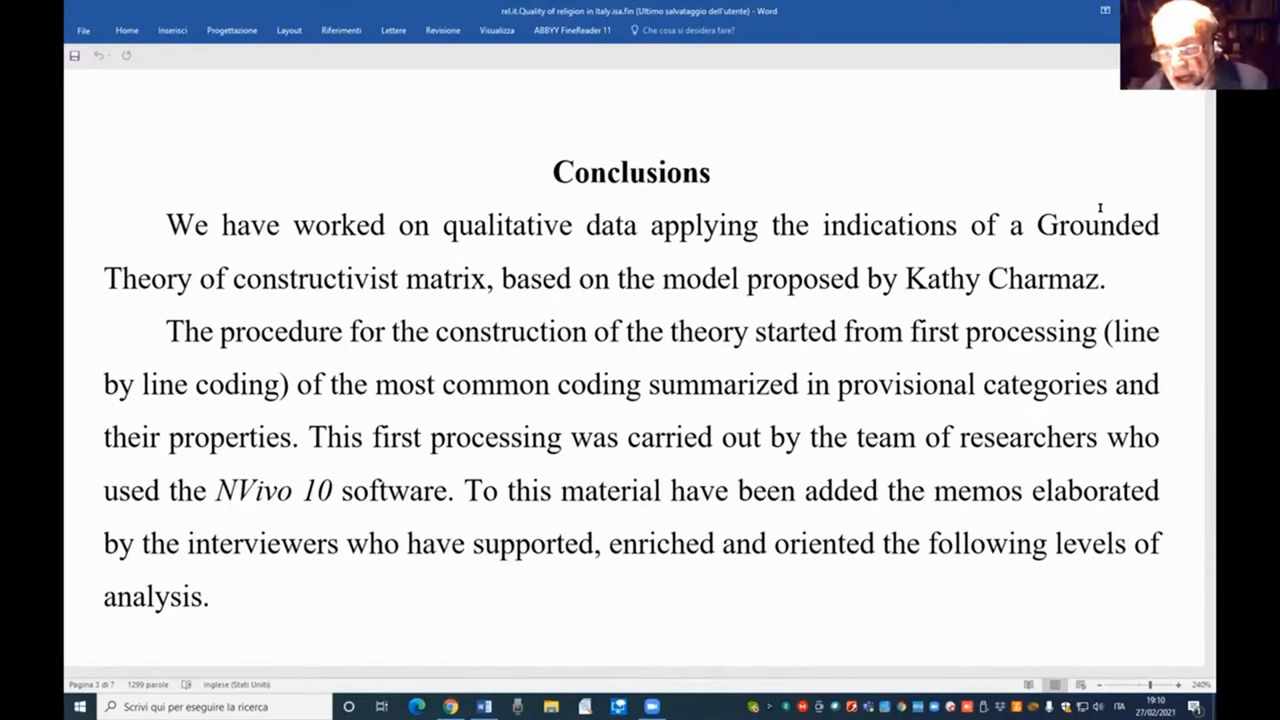 rel.it.Quality of religion in Italy.isa.fin (Ultimo salvataggio dell'utente) - Word
File Home Inserisci Progettazione Layout Riferimenti Lettere Revisione Visualizza ABBYY FineReader 11 Che cosa si desidera fare?
Conclusions
We have worked on qualitative data applying the indications of a Grounded
Theory of constructivist matrix, based on the model proposed by Kathy Charmaz.
The procedure for the construction of the theory started from first processing (line
by line coding) of the most common coding summarized in provisional categories and
their properties. This first processing was carried out by the team of researchers who
used the NVivo 10 software. To this material have been added the memos elaborated
by the interviewers who have supported, enriched and oriented the following levels of
analysis.
Pagina 3 di 7 1299 parole Inglese (Stati Uniti) 240%
Scrivi qui per eseguire la ricerca ITA 19:10
27/02/2021